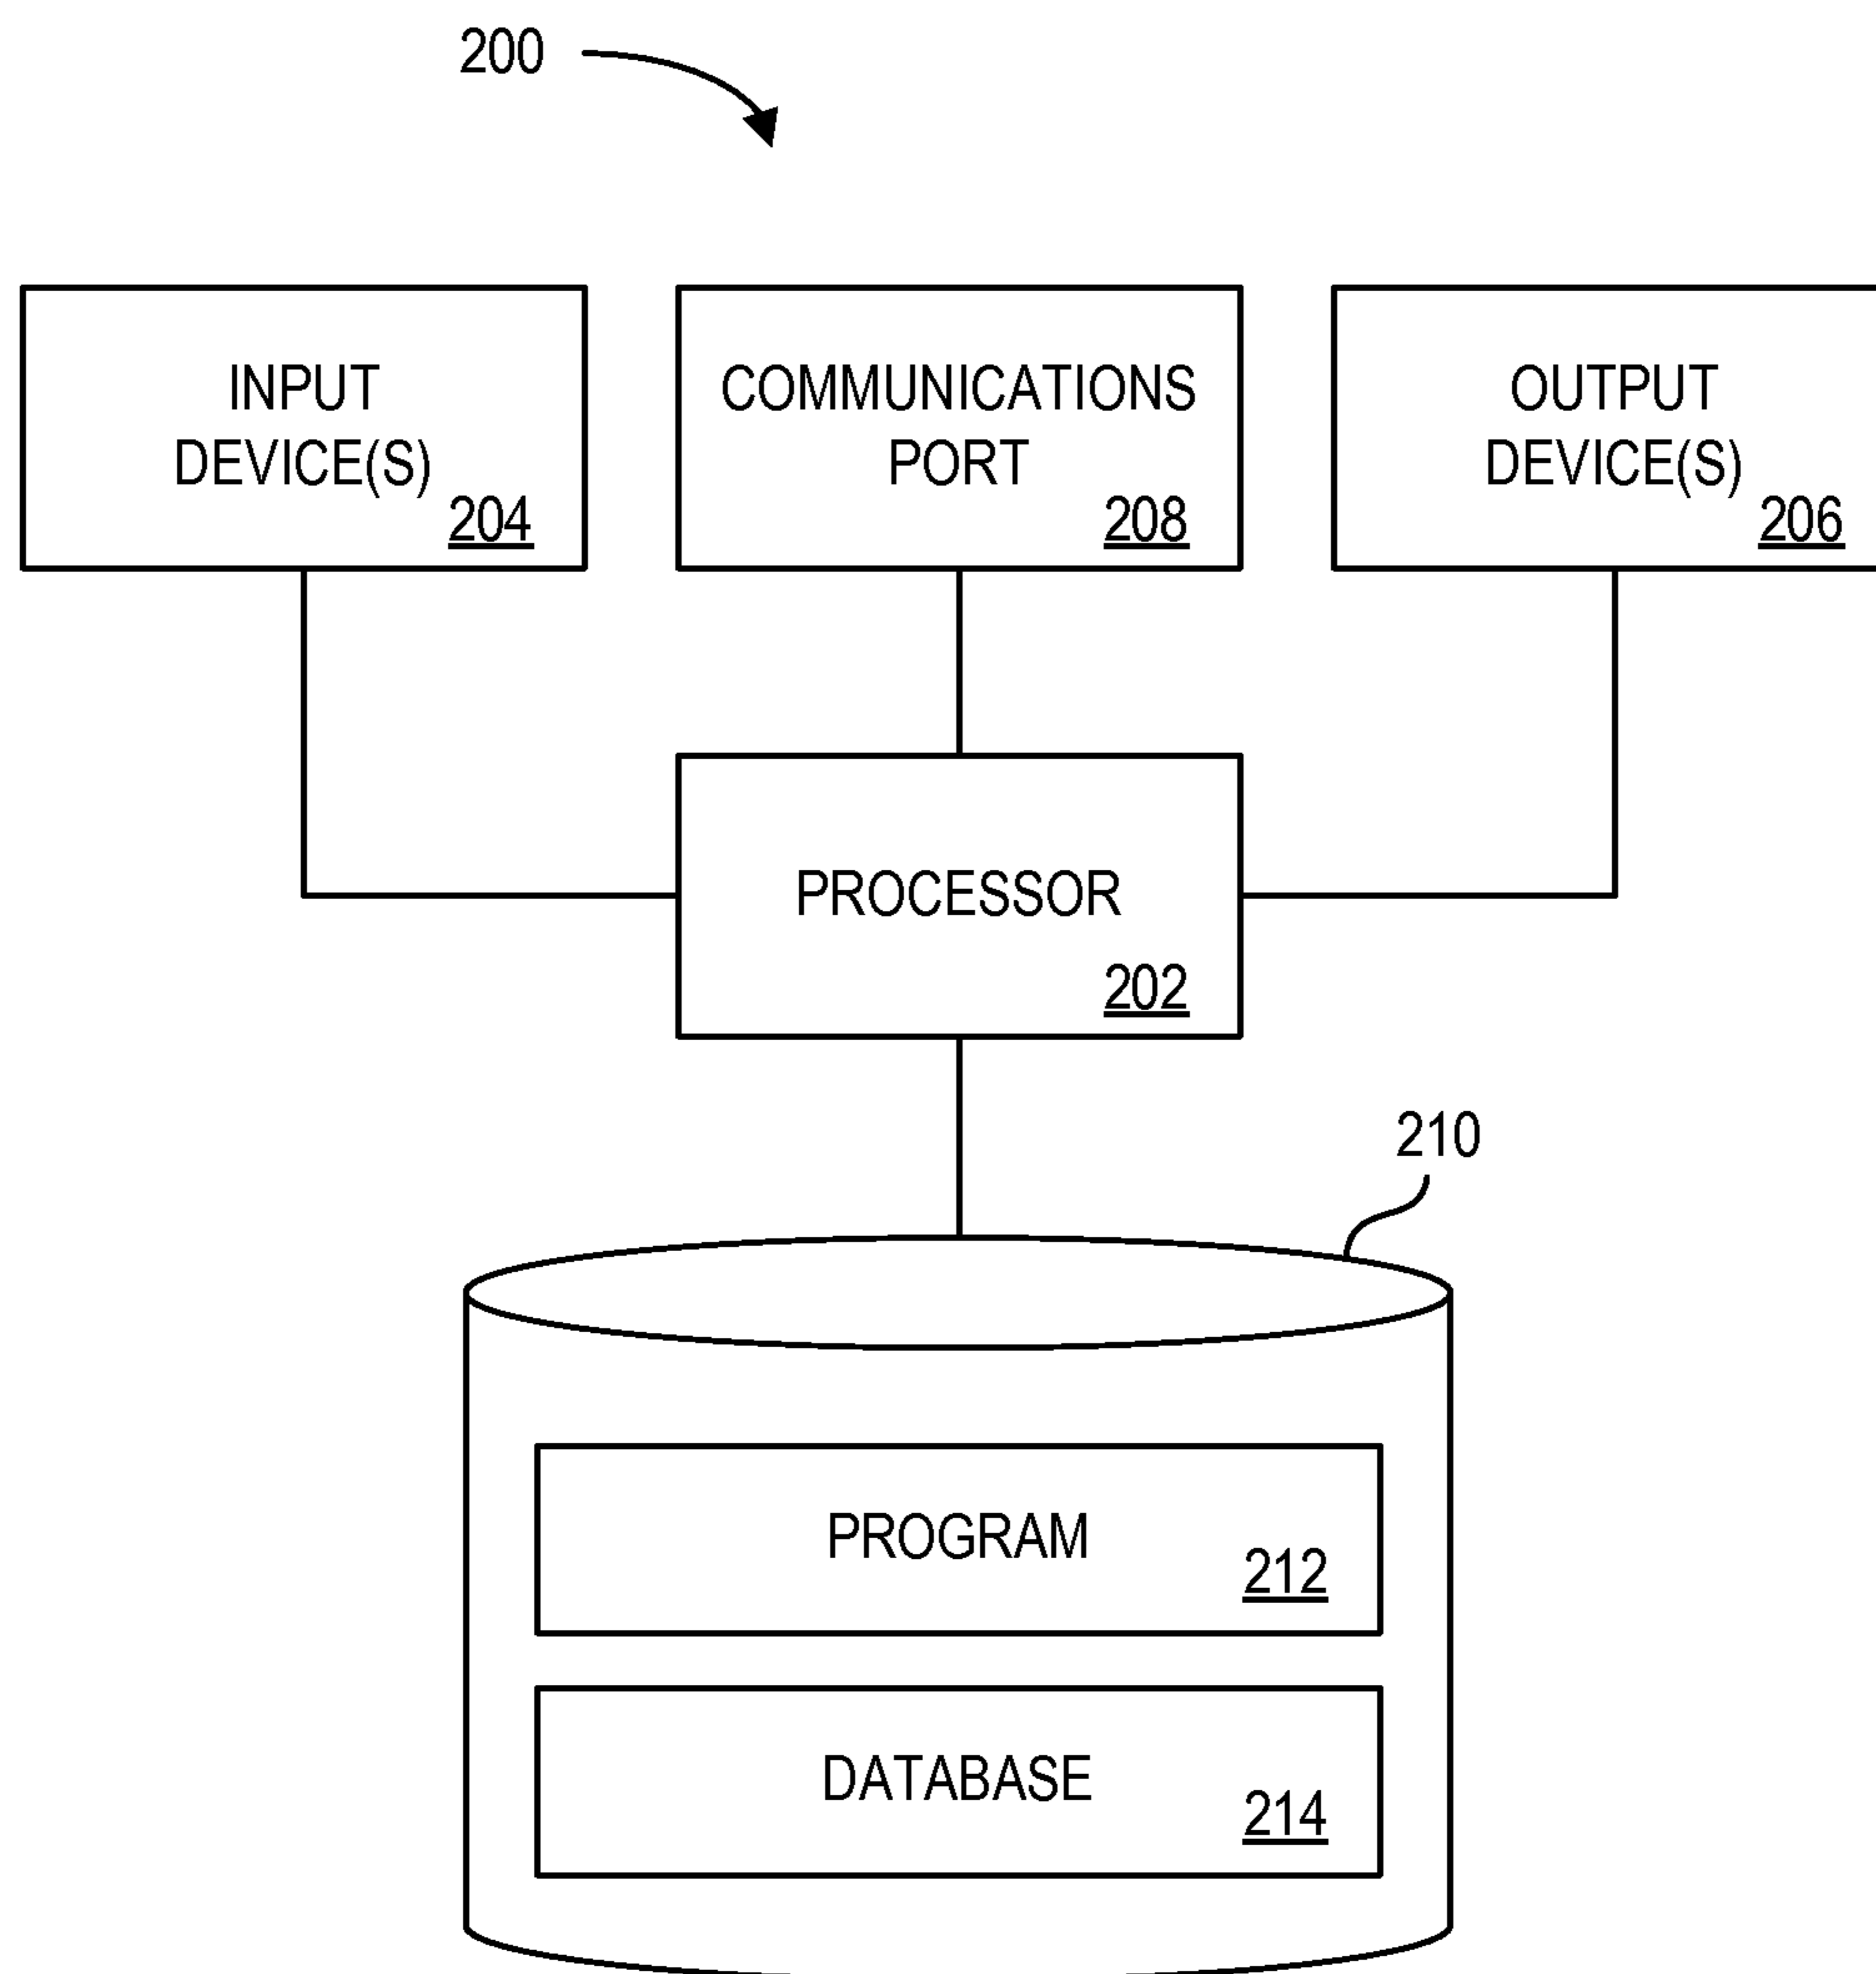 200
INPUT
DEVICE(S)
204
COMMUNICATIONS
PORT
208
OUTPUT
DEVICE(S)
206
PROCESSOR
202
210
PROGRAM
212
DATABASE
214